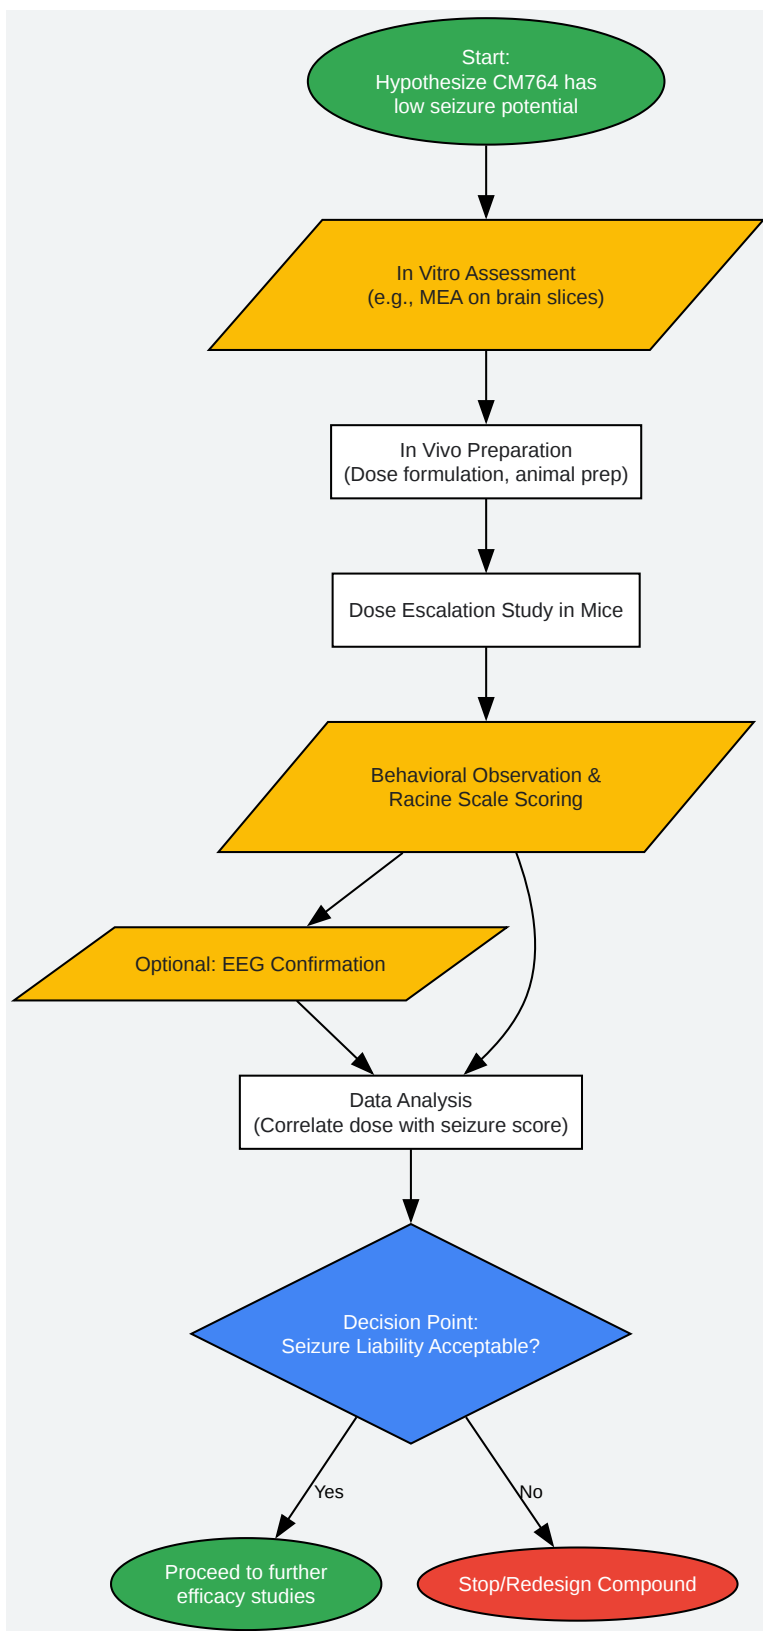 Start:
Hypothesize CM764 has
low seizure potential
In Vitro Assessment
(e.g., MEA on brain slices)
In Vivo Preparation
(Dose formulation, animal prep)
Dose Escalation Study in Mice
Behavioral Observation &
Racine Scale Scoring
Optional: EEG Confirmation
Data Analysis
(Correlate dose with seizure score)
Decision Point:
Seizure Liability Acceptable?
Yes
No
Proceed to further
efficacy studies
Stop/Redesign Compound